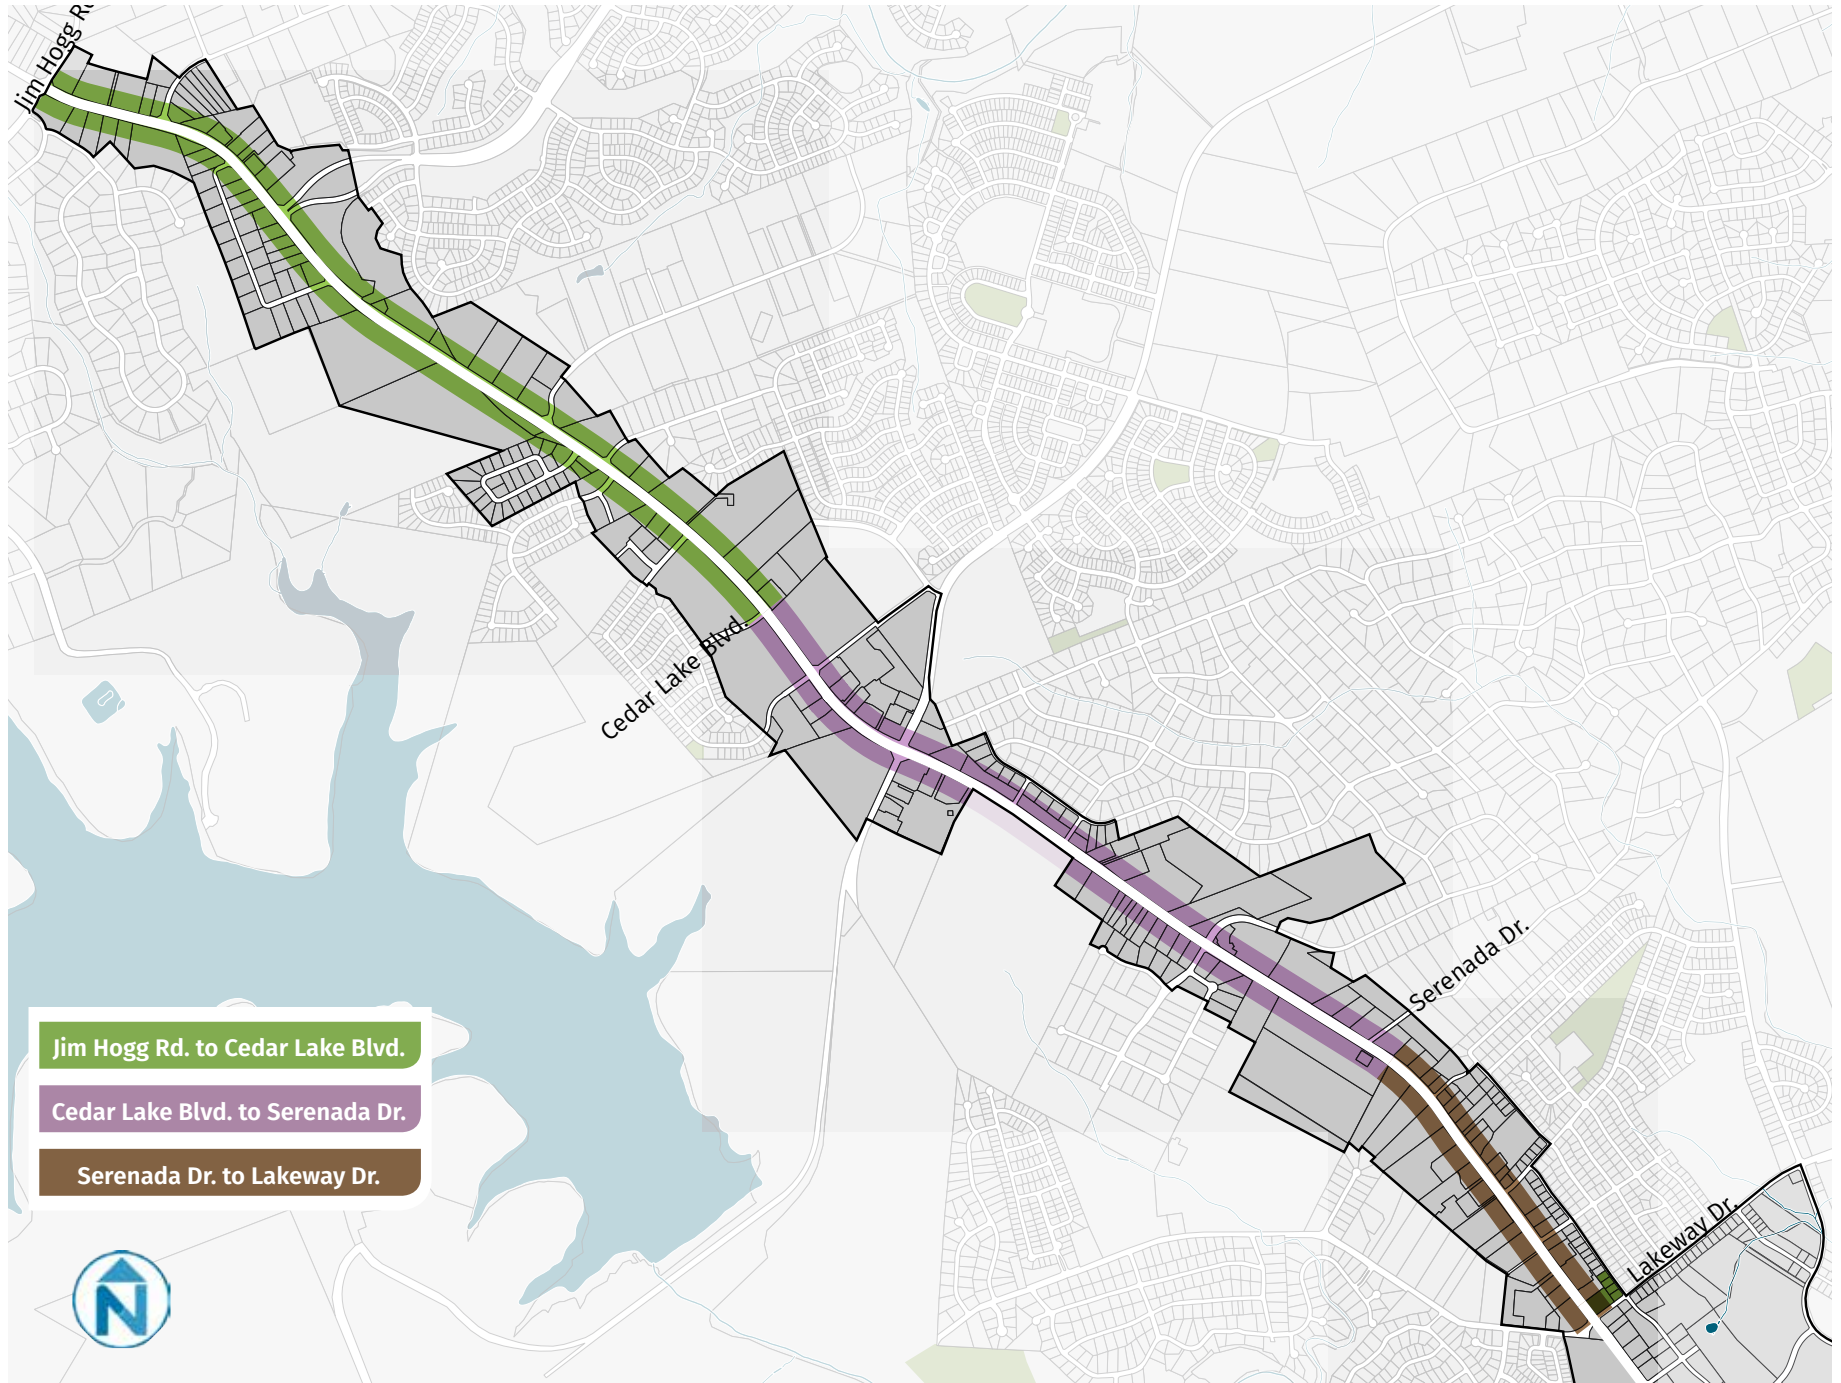 Jim Hogg Rd
Cedar Lake Blvd.
Serenada Dr.
Lakeway Dr.
Jim Hogg Rd. to Cedar Lake Blvd.
Cedar Lake Blvd. to Serenada Dr.
Serenada Dr. to Lakeway Dr.
N